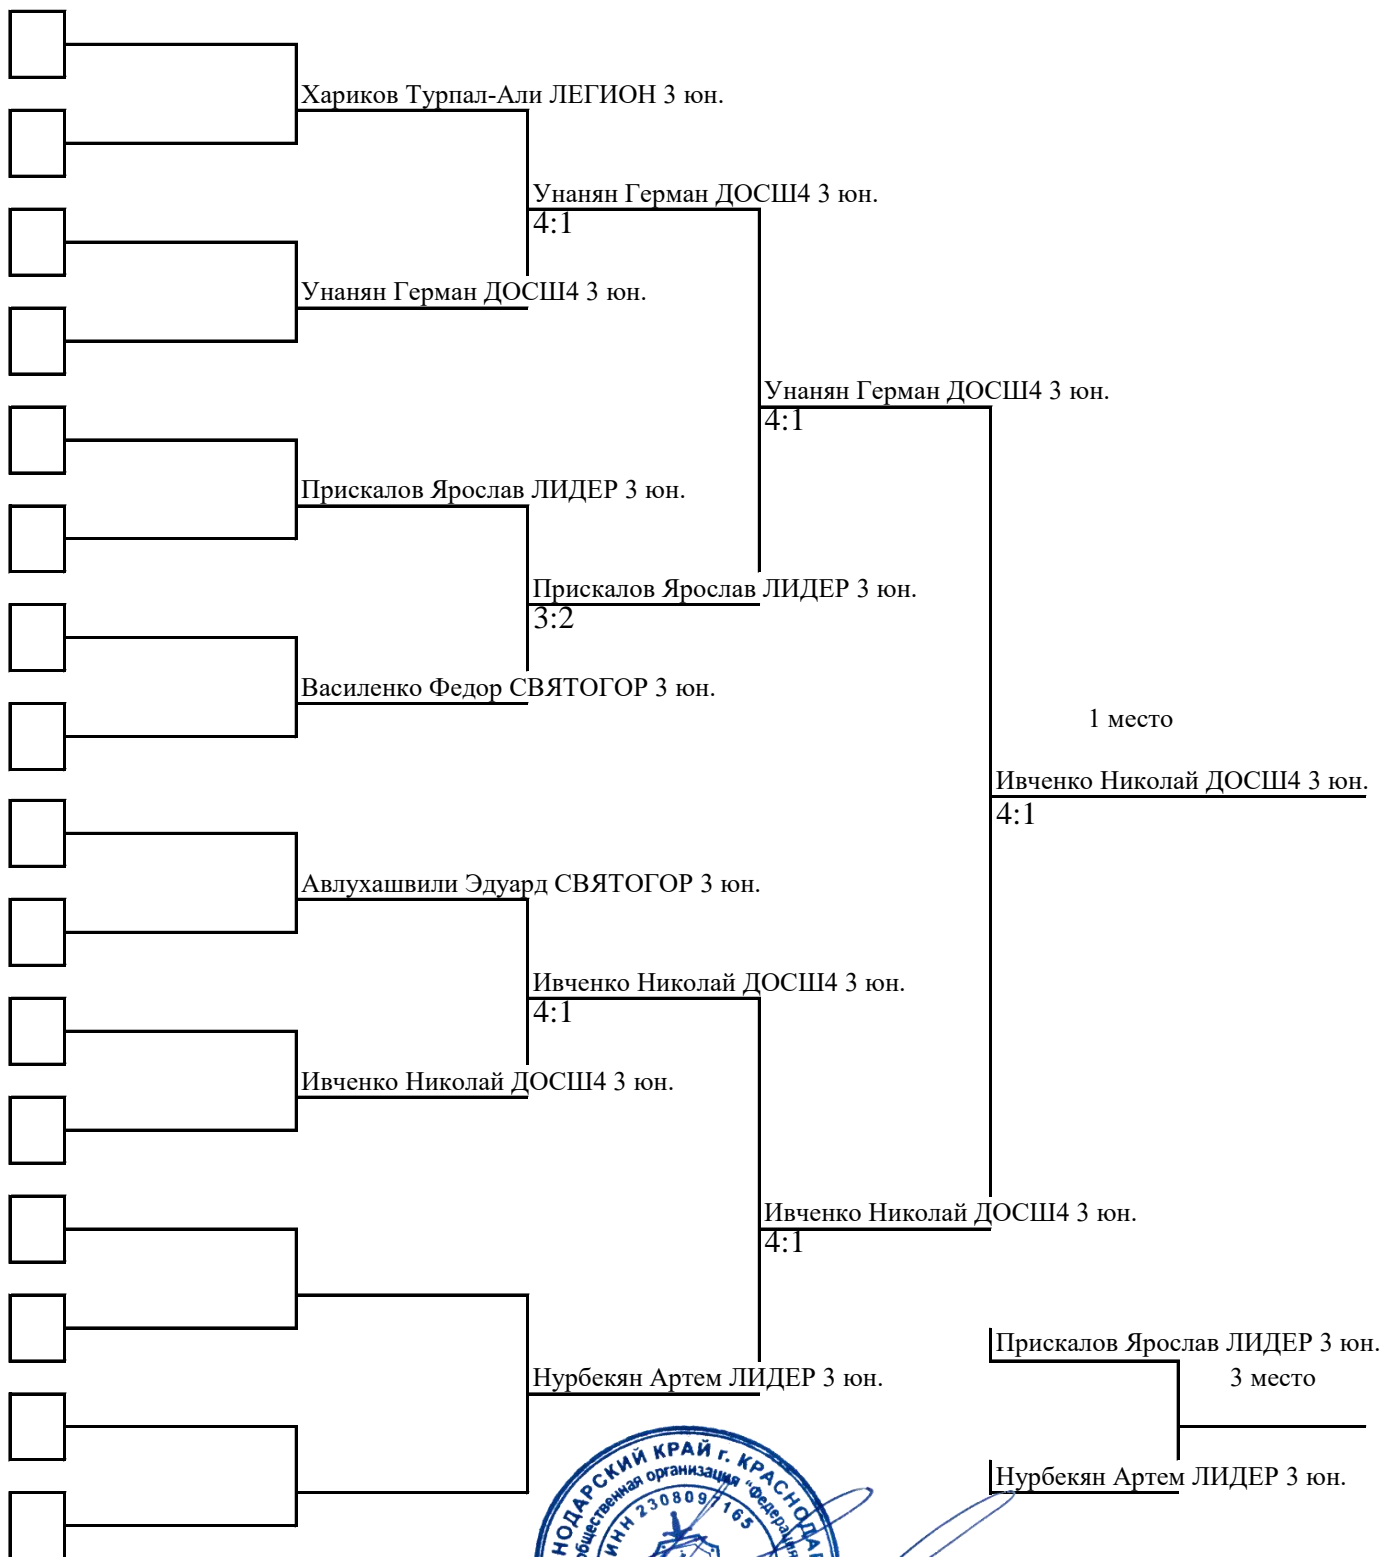 Хариков Турпал-Али ЛЕГИОН 3 юн.
Унанян Герман ДОСШ4 3 юн.
4:1
Унанян Герман ДОСШ4 3 юн.
Унанян Герман ДОСШ4 3 юн.
4:1
Прискалов Ярослав ЛИДЕР 3 юн.
Прискалов Ярослав ЛИДЕР 3 юн.
3:2
Василенко Федор СВЯТОГОР 3 юн.
1 место
Ивченко Николай ДОСШ4 3 юн.
4:1
Авлухашвили Эдуард СВЯТОГОР 3 юн.
Ивченко Николай ДОСШ4 3 юн.
4:1
Ивченко Николай ДОСШ4 3 юн.
Ивченко Николай ДОСШ4 3 юн.
4:1
Прискалов Ярослав ЛИДЕР 3 юн.
3 место
Нурбекян Артем ЛИДЕР 3 юн.
Нурбекян Артем ЛИДЕР 3 юн.
КРАЙ г.
общественная организация "Федерация
ИНН 2308097165